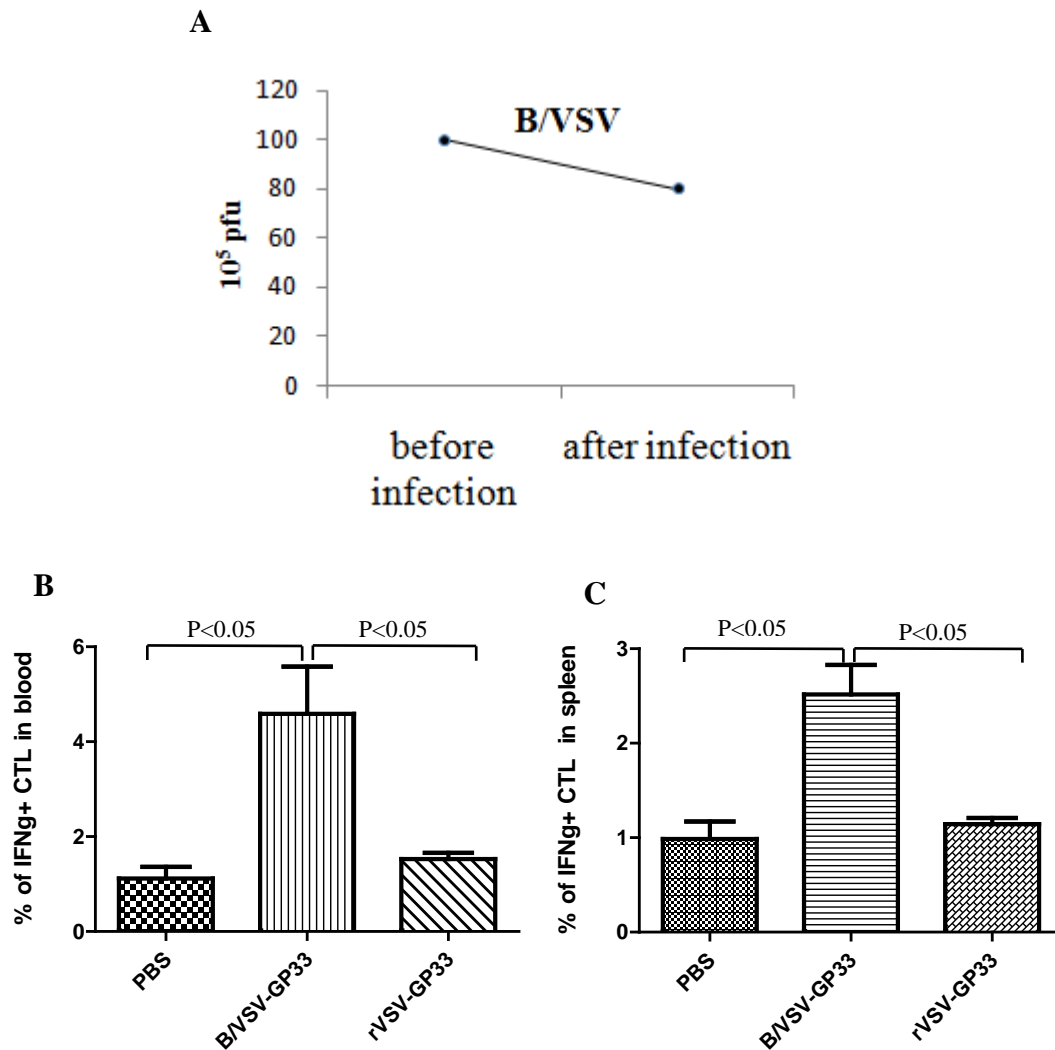 A
120
100
80
60
40
20
0
10⁵ pfu
B/VSV
before
infection
after infection
B
P<0.05
P<0.05
6
4
2
0
% of IFNg+ CTL in blood
PBS
B/VSV-GP33
rVSV-GP33
C
P<0.05
P<0.05
3
2
1
0
% of IFNg+ CTL in spleen
PBS
B/VSV-GP33
rVSV-GP33